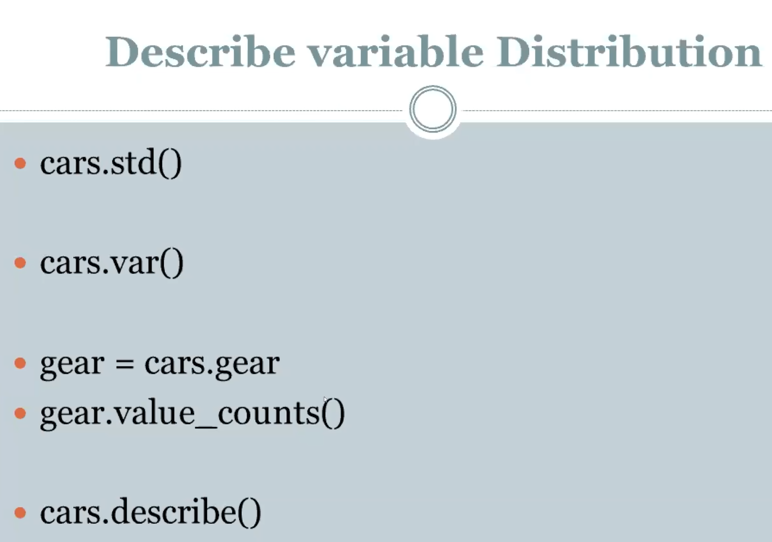 Describe variable Distribution
• cars.std()
• cars.var()
• gear = cars.gear
• gear.value_counts()
• cars.describe()